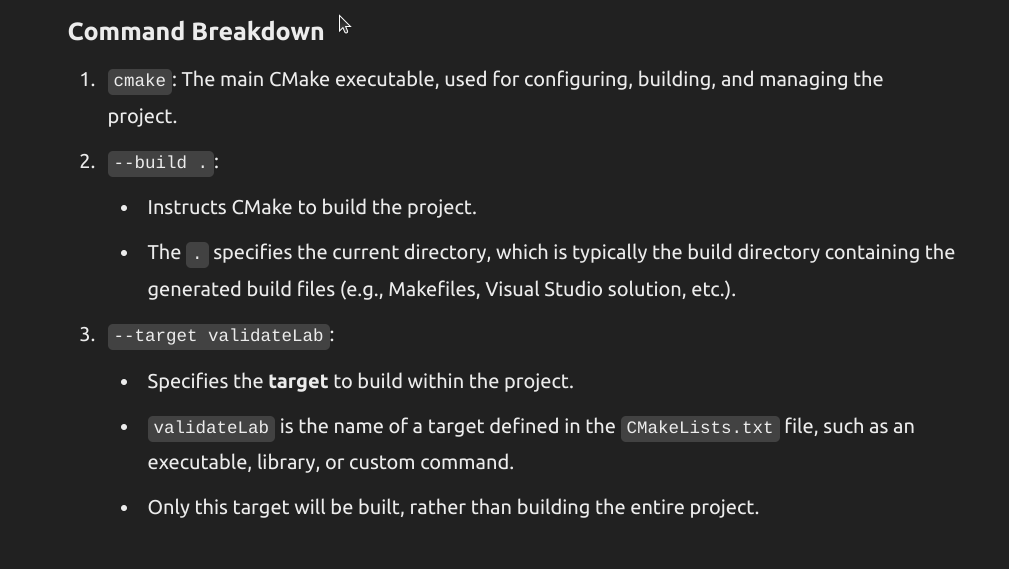 Command Breakdown
1. cmake: The main CMake executable, used for configuring, building, and managing the
project.
2. --build .:
• Instructs CMake to build the project.
• The . specifies the current directory, which is typically the build directory containing the
generated build files (e.g., Makefiles, Visual Studio solution, etc.).
3. --target validateLab:
• Specifies the target to build within the project.
• validateLab is the name of a target defined in the CMakeLists.txt file, such as an
executable, library, or custom command.
• Only this target will be built, rather than building the entire project.